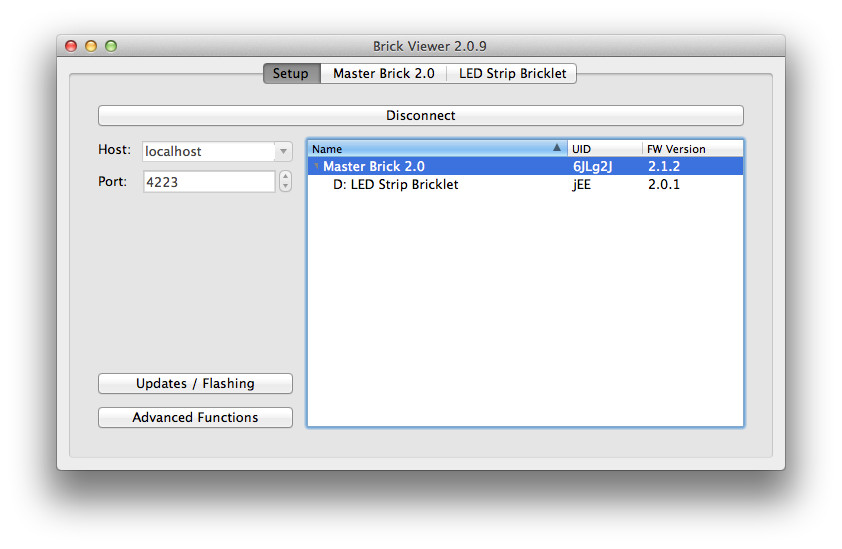 Brick Viewer 2.0.9
Setup Master Brick 2.0 LED Strip Bricklet
Disconnect
Host: localhost
Port: 4223
Name UID FW Version
Master Brick 2.0 6JLg2J 2.1.2
D: LED Strip Bricklet jEE 2.0.1
Updates / Flashing
Advanced Functions